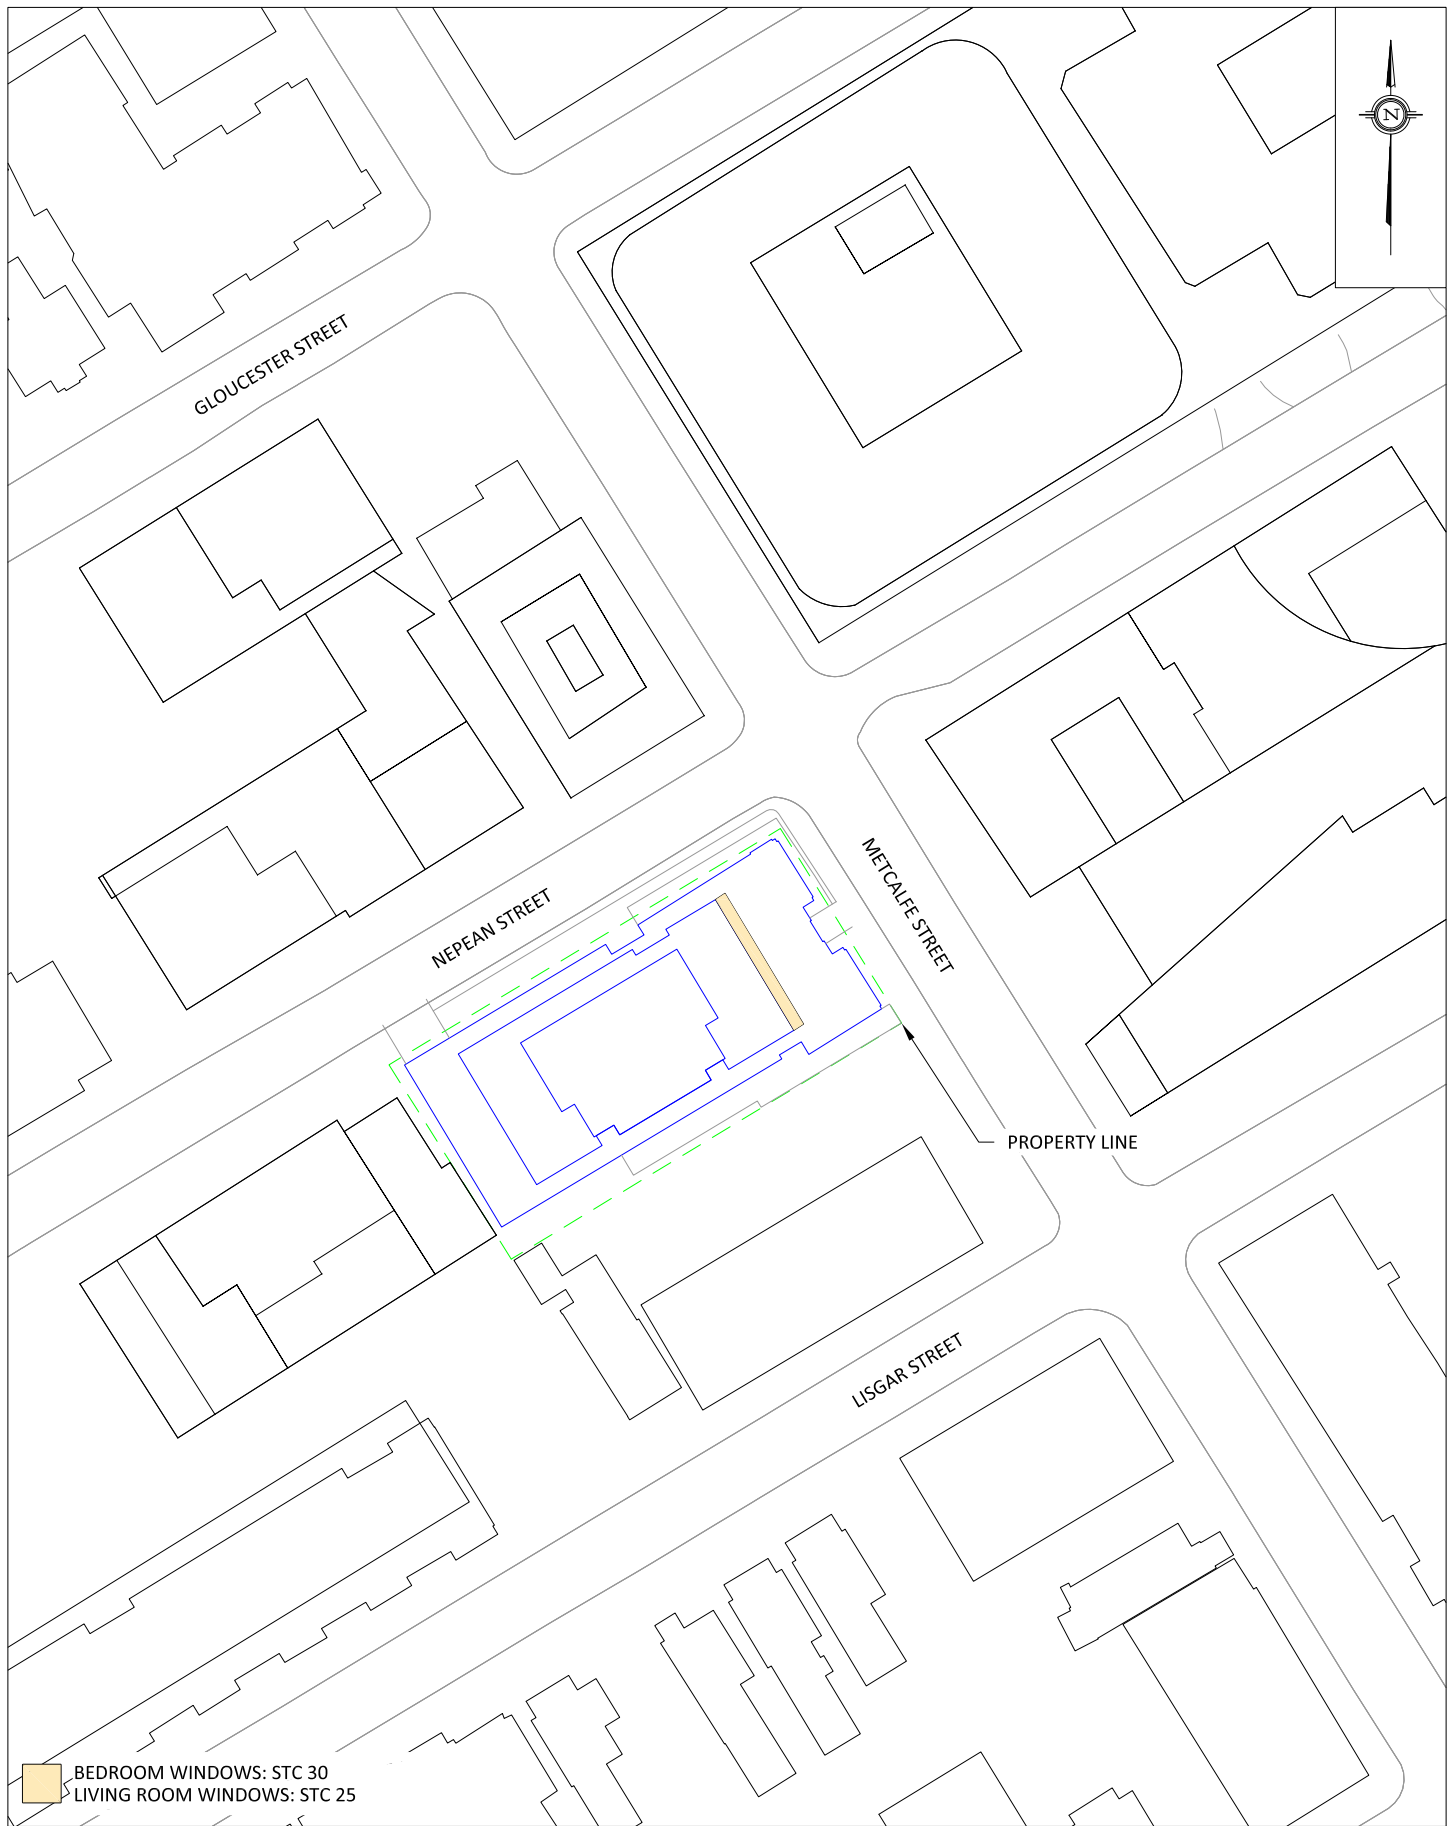 N
GLOUCESTER STREET
METCALFE STREET
NEPEAN STREET
PROPERTY LINE
LISGAR STREET
BEDROOM WINDOWS: STC 30
LIVING ROOM WINDOWS: STC 25